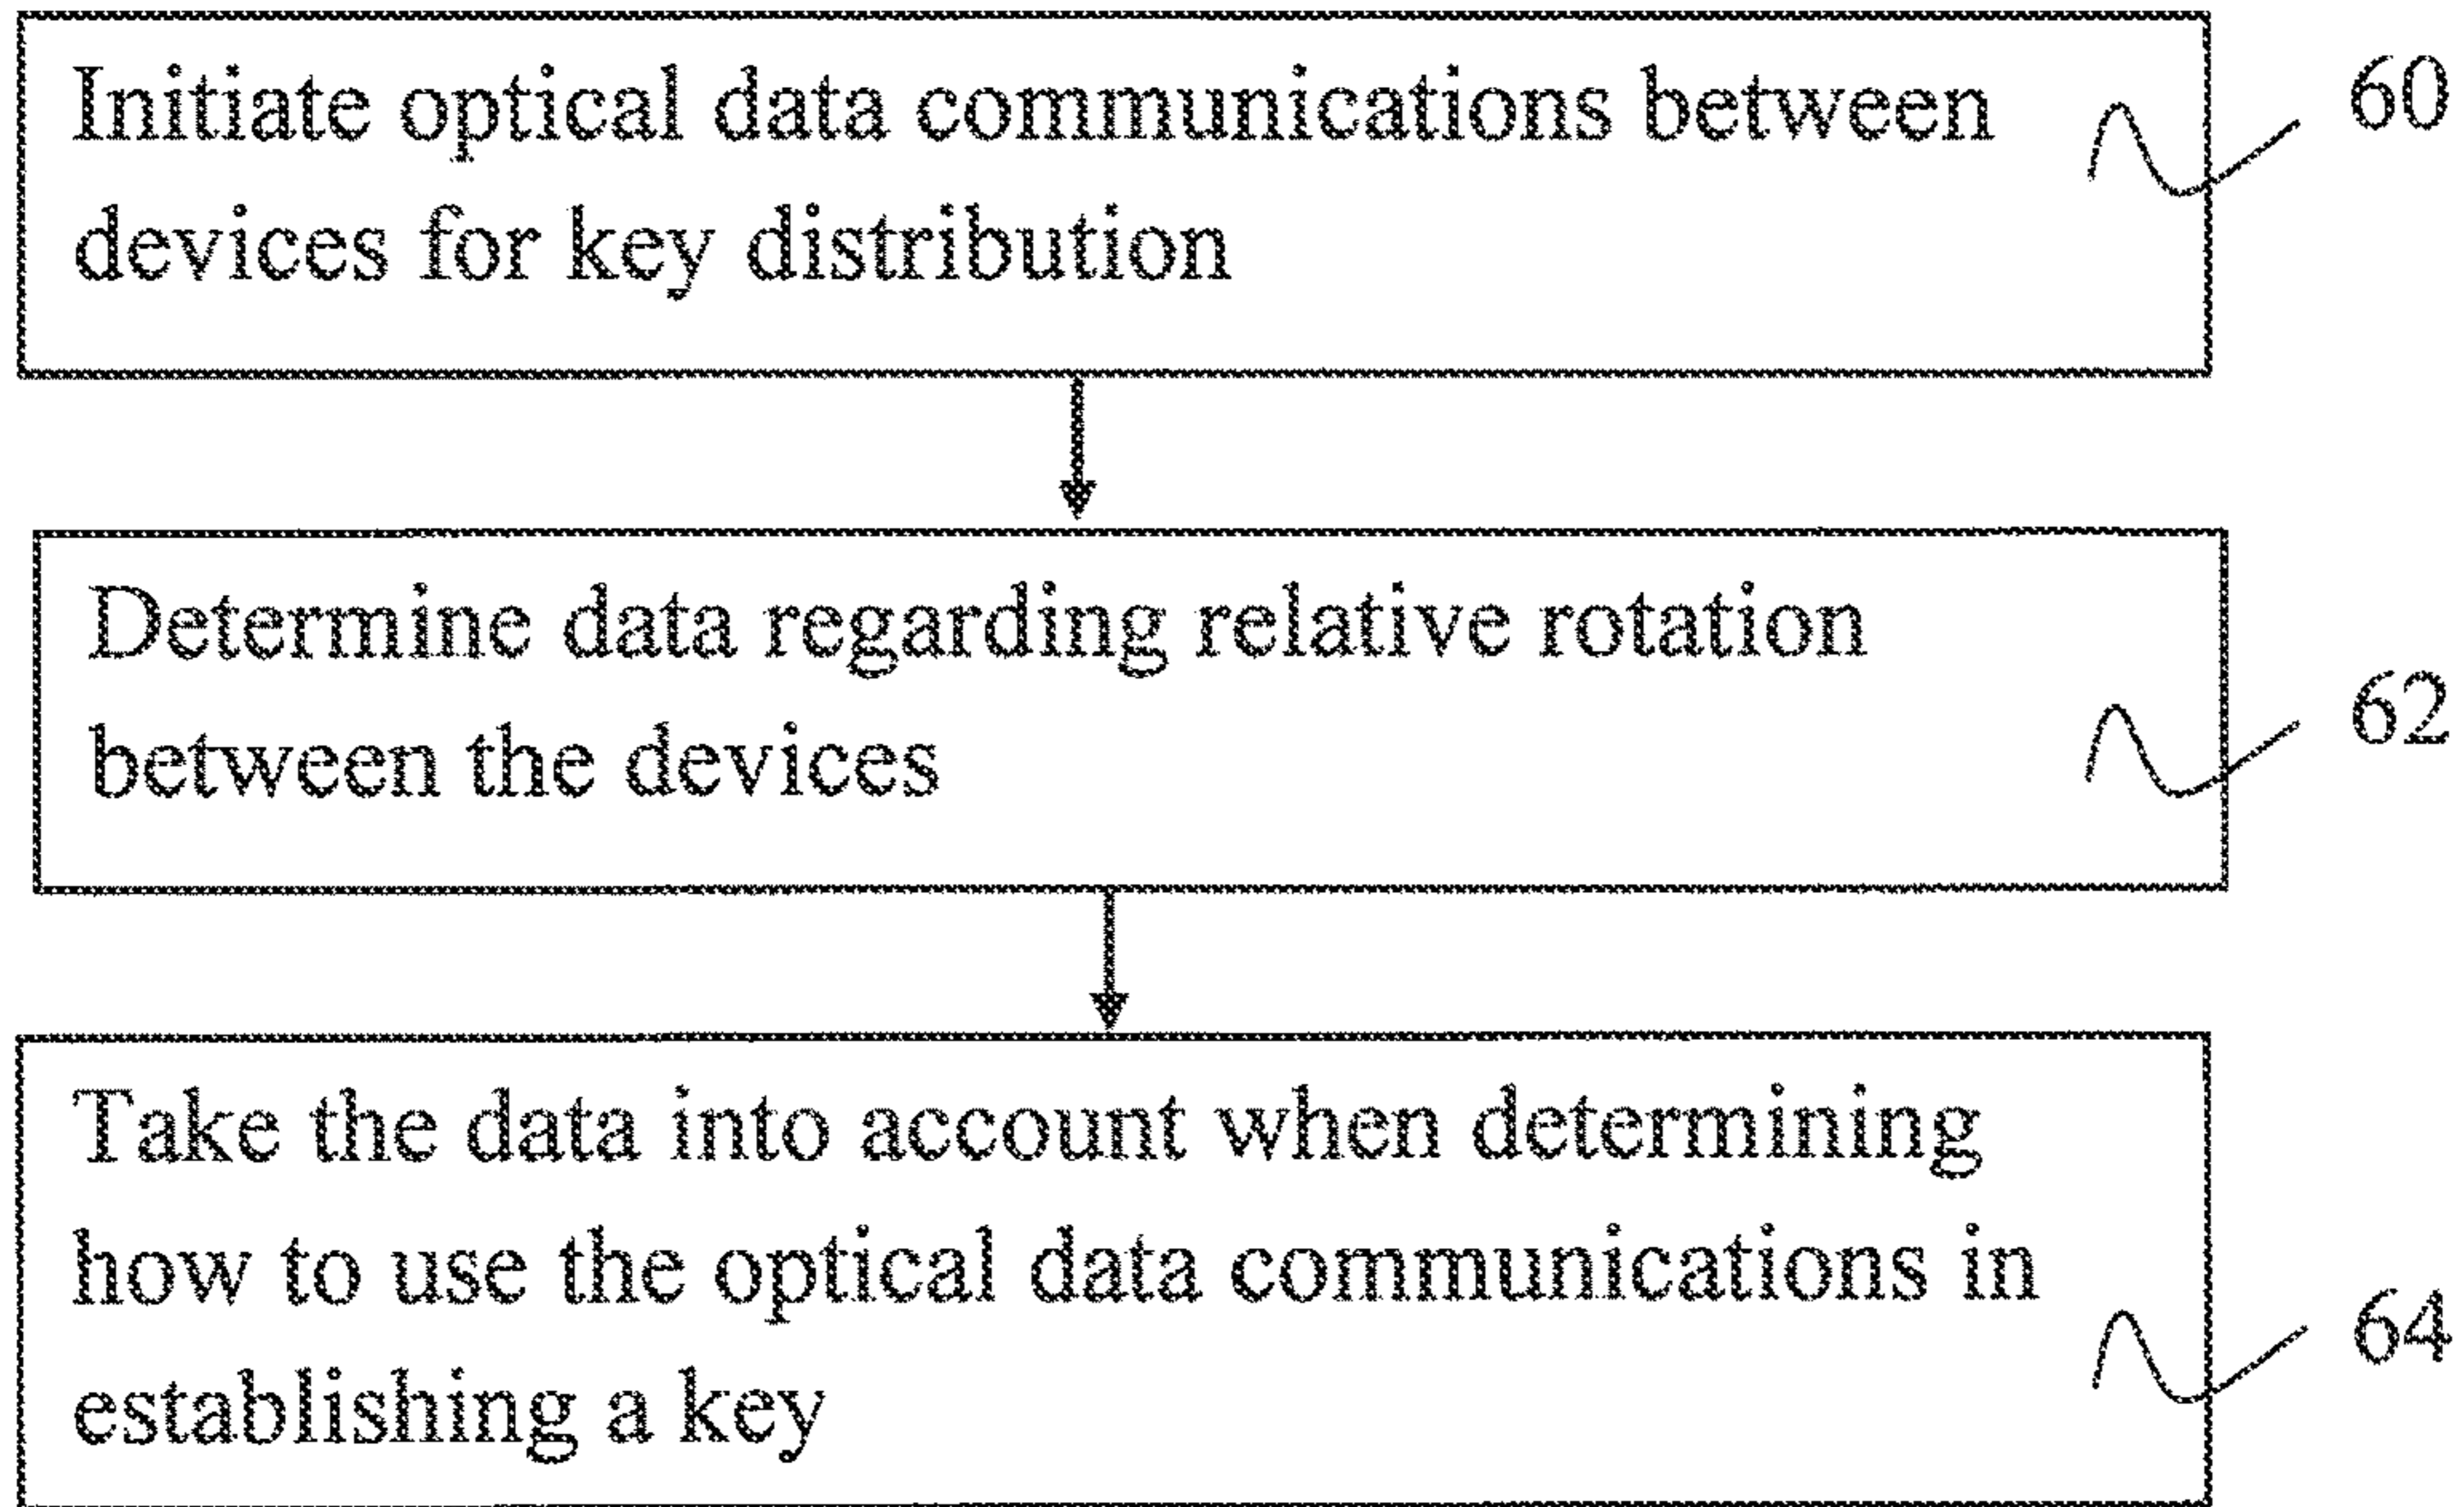 Initiate optical data communications between
60
devices for key distribution
Determine data regarding relative rotation
62
between the devices
Take the data into account when determining
how to use the optical data communications in
64
establishing a key